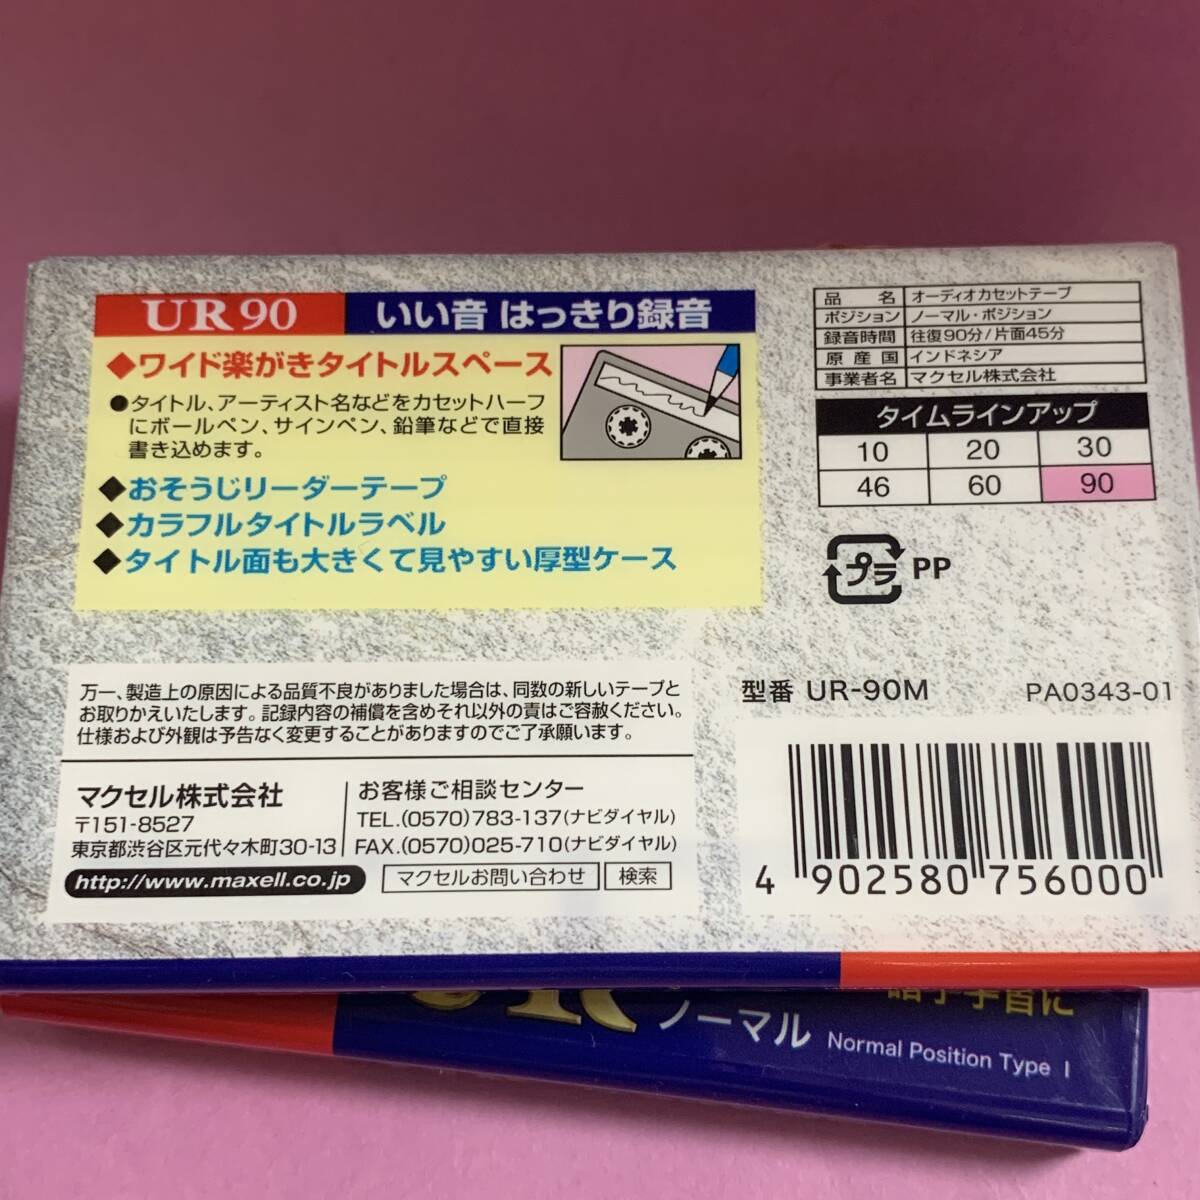 UR 90 いい音 はっきり録音
◆ワイド楽がきタイトルスペース
●タイトル、アーティスト名などをカセットハーフ
にボールペン、サインペン、鉛筆などで直接
書き込めます。
◆おそうじリーダーテープ
◆カラフルタイトルラベル
◆タイトル面も大きくて見やすい厚型ケース
品名 オーディオカセットテープ
ポジション ノーマル・ポジション
録音時間 往復90分/片面45分
原産国 インドネシア
事業者名 マクセル株式会社
タイムラインアップ
10 20 30
46 60 90
プラ PP
万一、製造上の原因による品質不良がありました場合は、同数の新しいテープと
お取りかえいたします。記録内容の補償を含めそれ以外の責はご容赦ください。
仕様および外観は予告なく変更することがありますのでご了承願います。
マクセル株式会社
〒151-8527
東京都渋谷区元代々木町30-13
http://www.maxell.co.jp
お客様ご相談センター
TEL.(0570)783-137(ナビダイヤル)
FAX.(0570)025-710(ナビダイヤル)
マクセルお問い合わせ 検索
型番 UR-90M PA0343-01
4 902580 756000
語学学習に
UR ノーマル Normal Position Type I